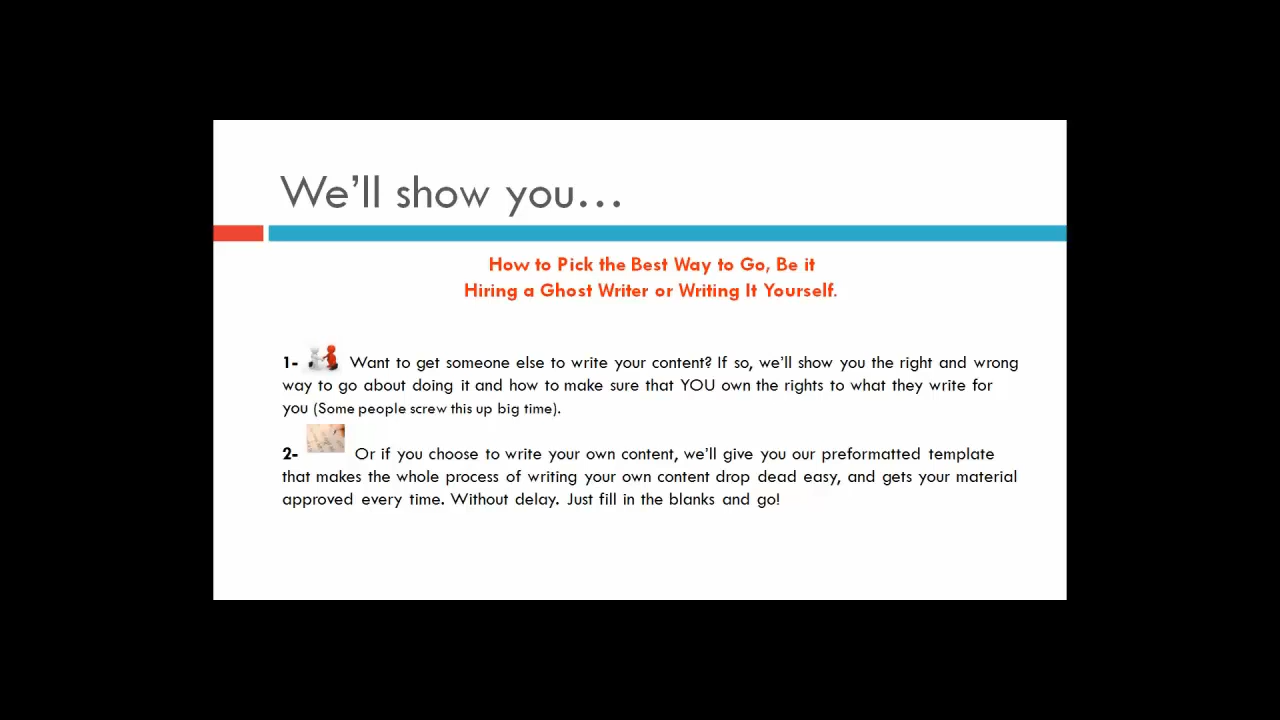 We'll show you...
How to Pick the Best Way to Go, Be it
Hiring a Ghost Writer or Writing It Yourself.
1- Want to get someone else to write your content? If so, we'll show you the right and wrong
way to go about doing it and how to make sure that YOU own the rights to what they write for
you (Some people screw this up big time).
2- Or if you choose to write your own content, we'll give you our preformatted template
that makes the whole process of writing your own content drop dead easy, and gets your material
approved every time. Without delay. Just fill in the blanks and go!